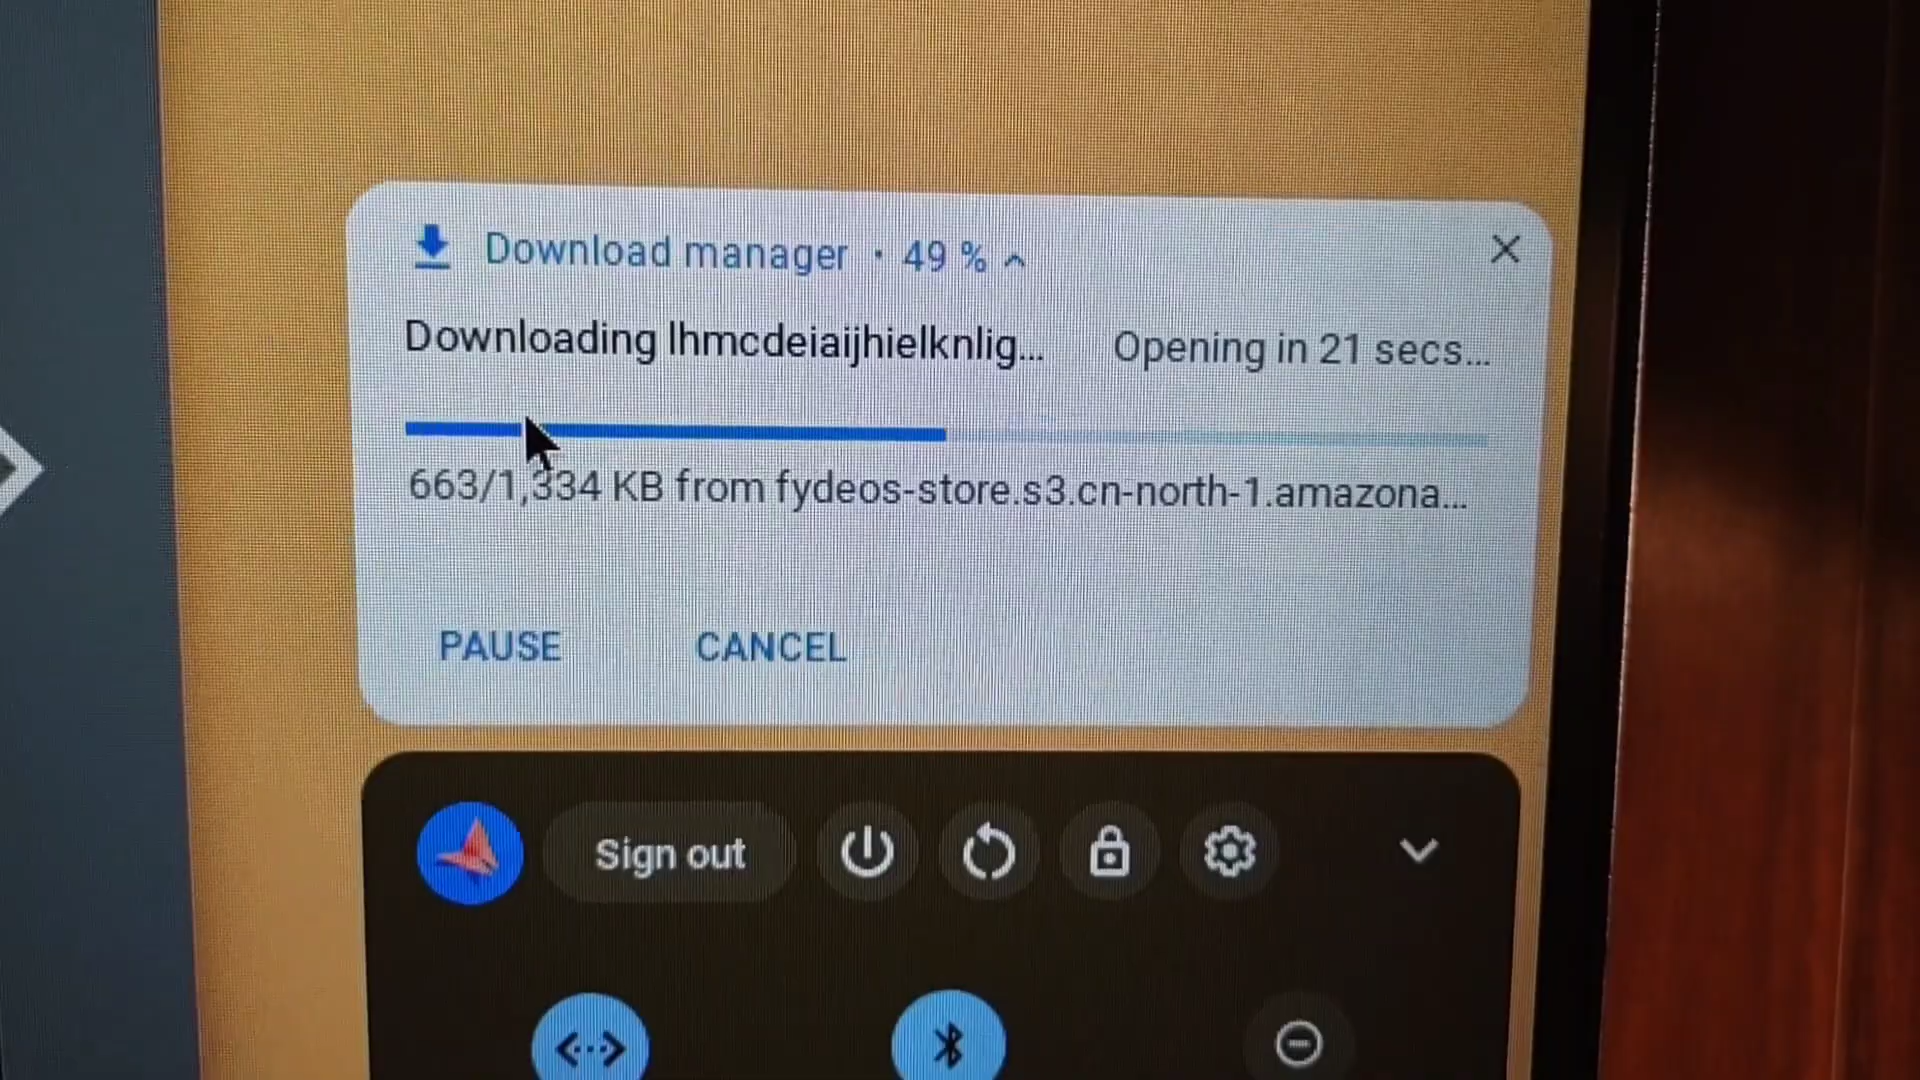 Download manager · 49 %
Downloading lhmcdeiaijhielknlig... Opening in 21 secs...
663/1,334 KB from fydeos-store.s3.cn-north-1.amazona...
PAUSE CANCEL
Sign out